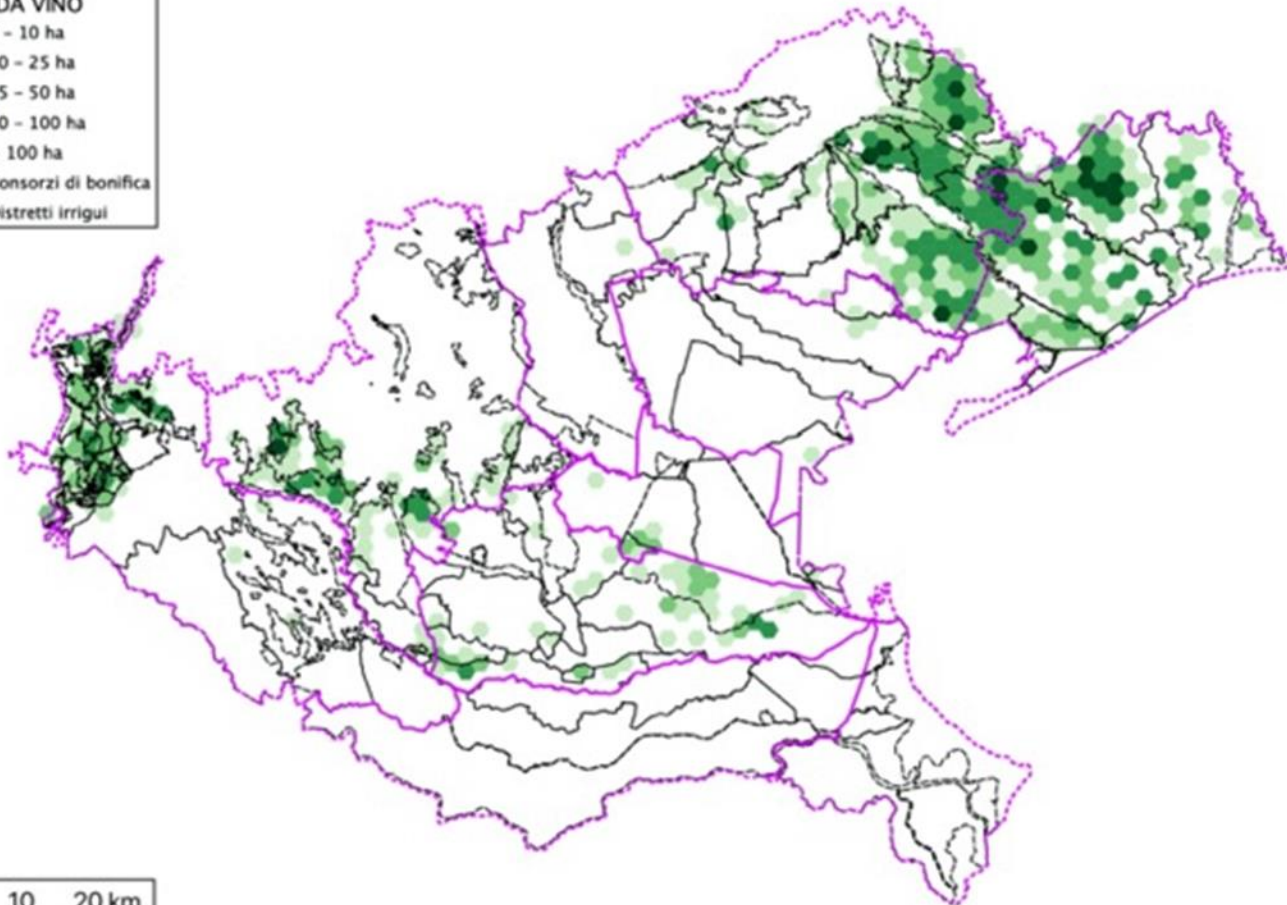 DA VINO
– 10 ha
0 – 25 ha
5 – 50 ha
0 – 100 ha
100 ha
onsorzi di bonifica
istretti irrigui
10 20 km